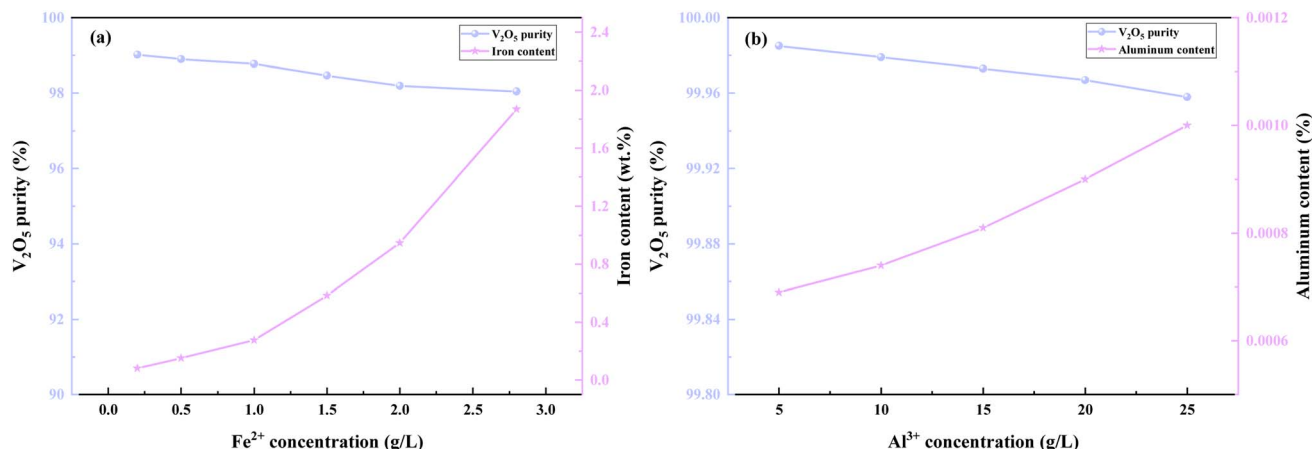 (a)
V₂O₅ purity
Iron content
100
98
96
94
92
90
V₂O₅ purity (%)
2.4
2.0
1.6
1.2
0.8
0.4
0.0
Iron content (wt.%)
0.0 0.5 1.0 1.5 2.0 2.5 3.0
Fe²⁺ concentration (g/L)
(b)
V₂O₅ purity
Aluminum content
100.00
99.96
99.92
99.88
99.84
99.80
V₂O₅ purity (%)
0.0012
0.0010
0.0008
0.0006
Aluminum content (%)
5 10 15 20 25
Al³⁺ concentration (g/L)